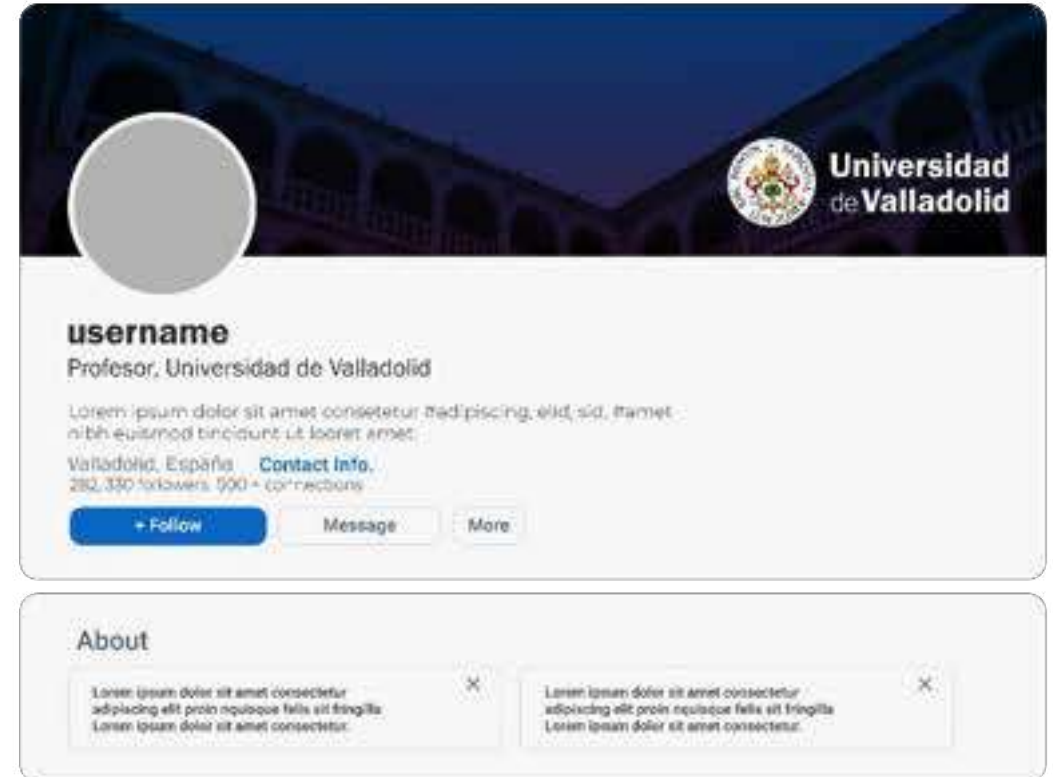 Universidad
de Valladolid
username
Profesor, Universidad de Valladolid
Lorem ipsum dolor sit amet consetetur #adipiscing, elid, sid, #amet
nibh euismod tincidunt ut looret amet
Valladolid, España Contact Info.
282, 330 followers, 500 + connections
+ Follow Message More
About
Lorem ipsum dolor sit amet consectetur
adipiscing elit proin nquisque felis sit fringilla
Lorem ipsum dolor sit amet consectetur.
Lorem ipsum dolor sit amet consectetur
adipiscing elit proin nquisque felis sit fringilla
Lorem ipsum dolor sit amet consectetur.